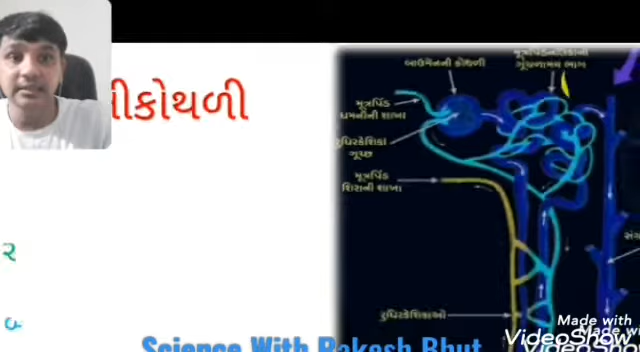 બાઉમેનની કોથળી
મૂત્રપિંડનલિકાની
ગૂંચળામય ભાગ
મૂત્રપિંડ
ધમનીની શાખા
રુધિરકેશિકા
ગૂચ્છ
મૂત્રપિંડ
શિરાની શાખા
રુધિરકેશિકાઓ
નીકોથળી
૨
Science With Rakesh Bhut
Made with
VideoShow